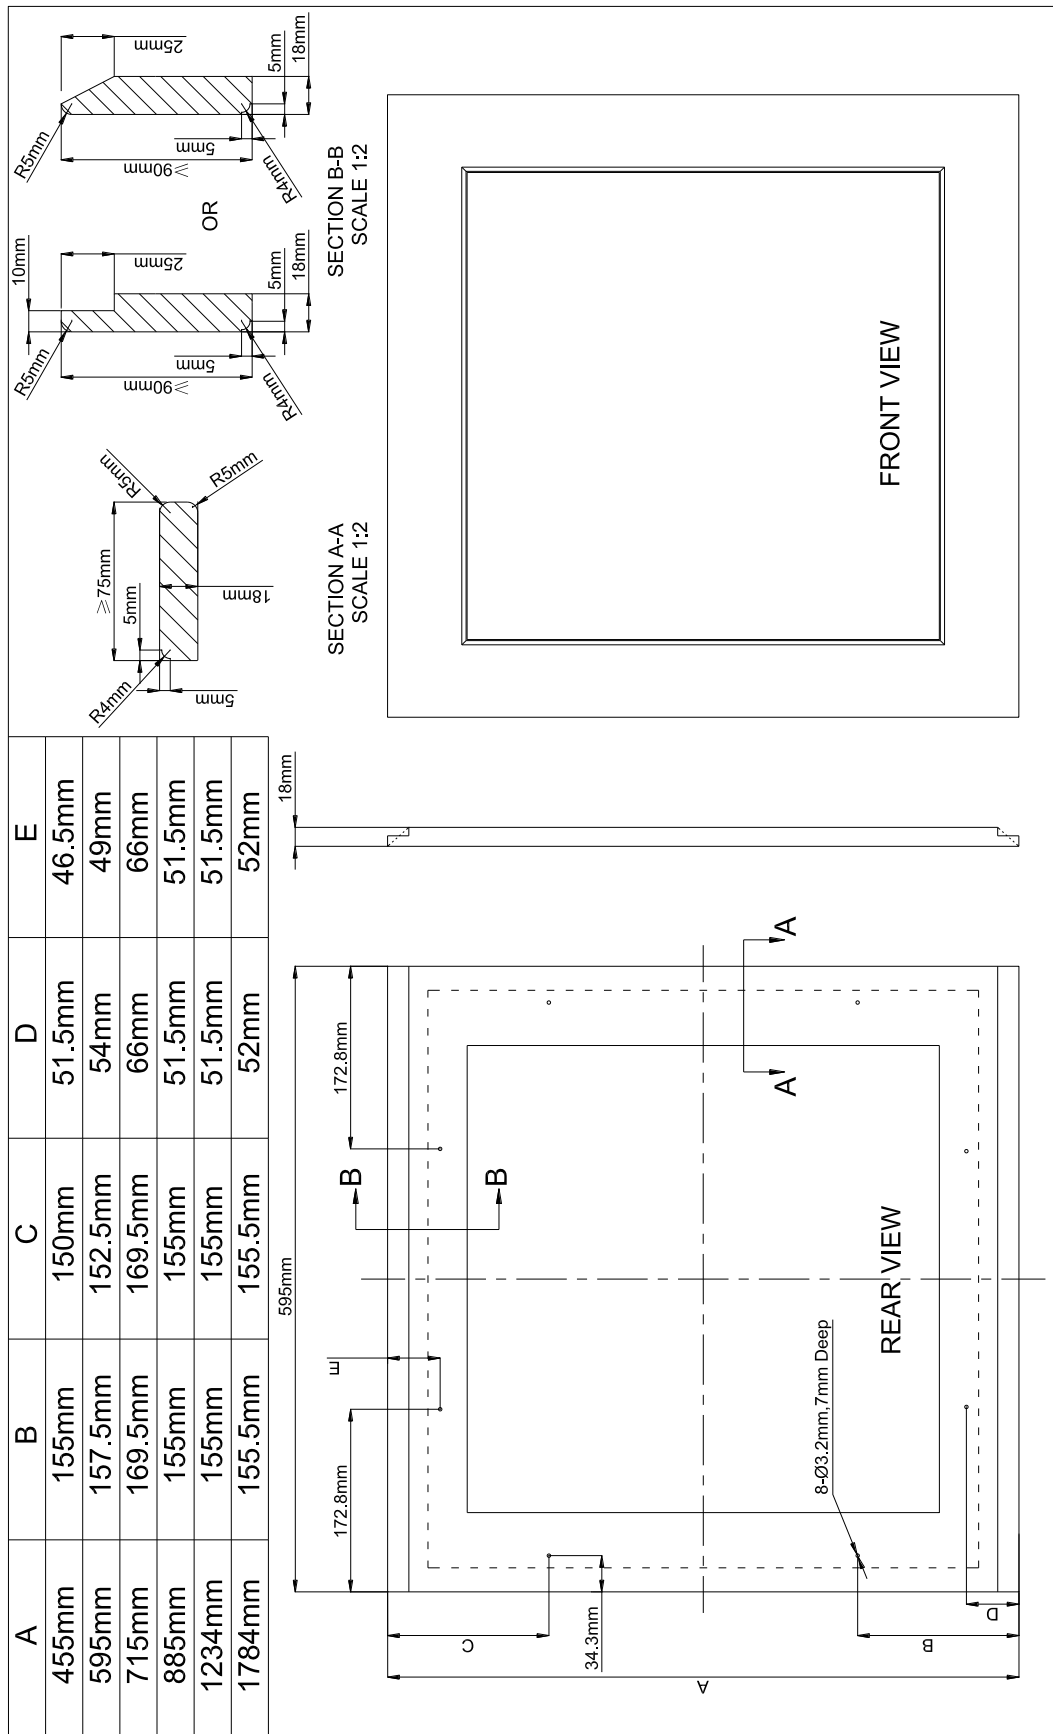 A B C D E
455mm 155mm 150mm 51.5mm 46.5mm
595mm 157.5mm 152.5mm 54mm 49mm
715mm 169.5mm 169.5mm 66mm 66mm
885mm 155mm 155mm 51.5mm 51.5mm
1234mm 155mm 155mm 51.5mm 51.5mm
1784mm 155.5mm 155.5mm 52mm 52mm
R4mm
5mm
≥75mm
5mm
18mm
R5mm
R5mm
SECTION A-A
SCALE 1:2
10mm
R5mm
25mm
≥90mm
5mm
R4mm
5mm
18mm
OR
R5mm
25mm
≥90mm
5mm
R4mm
5mm
18mm
SECTION B-B
SCALE 1:2
595mm
172.8mm
172.8mm
E
B
B
A
A
C
34.3mm
A
B
D
8-Ø3.2mm,7mm Deep
REAR VIEW
18mm
FRONT VIEW